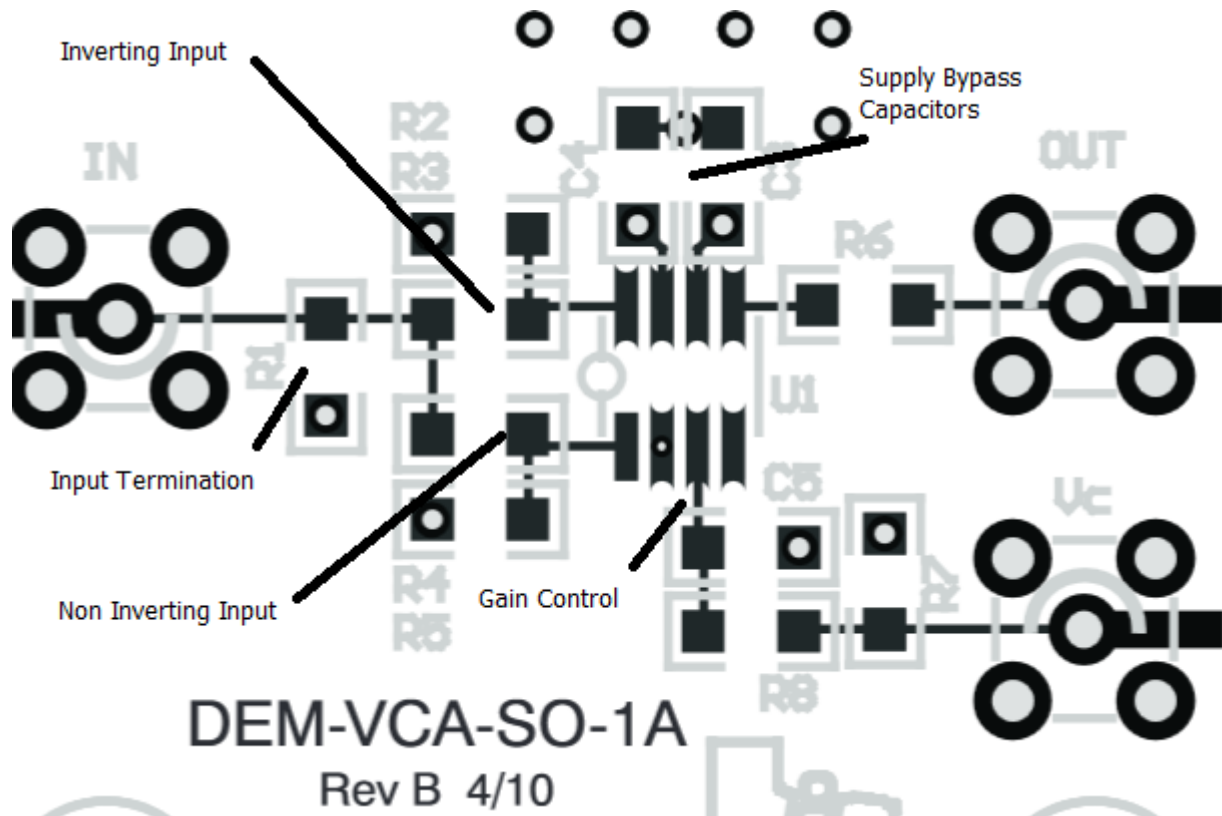 Inverting Input
Supply Bypass
Capacitors
R2
R3
IN
C4
OUT
R6
R1
U1
Input Termination
C5
Vc
Non Inverting Input
R4
R5
Gain Control
R7
R8
DEM-VCA-SO-1A
Rev B 4/10